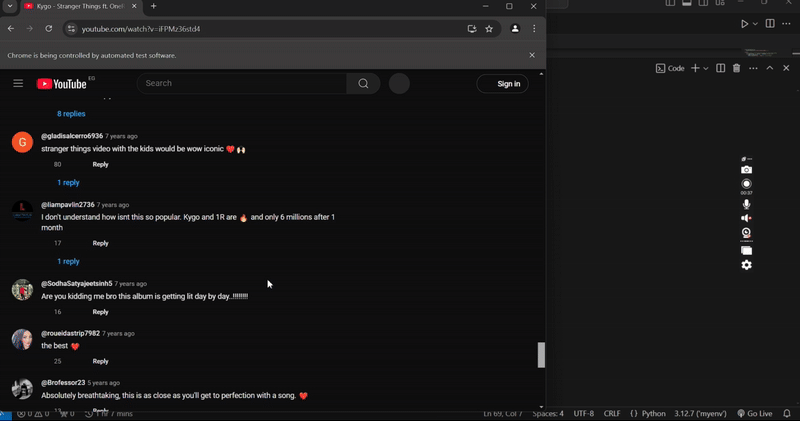 Kygo - Stranger Things ft. OneR
youtube.com/watch?v=iFPMz36std4
Chrome is being controlled by automated test software.
Code
YouTube
EG
Search
Sign in
8 replies
@gladisalcerro6936 7 years ago
stranger things video with the kids would be wow iconic ❤️ 🙌🏻
80
Reply
1 reply
@liampavlin2736 7 years ago
I don't understand how isnt this so popular. Kygo and 1R are 🔥 and only 6 millions after 1
month
17
Reply
1 reply
@SodhaSatyajeetsinh5 7 years ago
Are you kidding me bro this album is getting lit day by day..!!!!!!!!
16
Reply
@roueidastrip7982 7 years ago
the best ❤️
25
Reply
@Brofessor23 5 years ago
Absolutely breathtaking, this is as close as you'll get to perfection with a song. ❤️
Reply
00:37
0 0 0 1 hr 7 mins Ln 69, Col 7 Spaces: 4 UTF-8 CRLF {} Python 3.12.7 ('myenv') Go Live